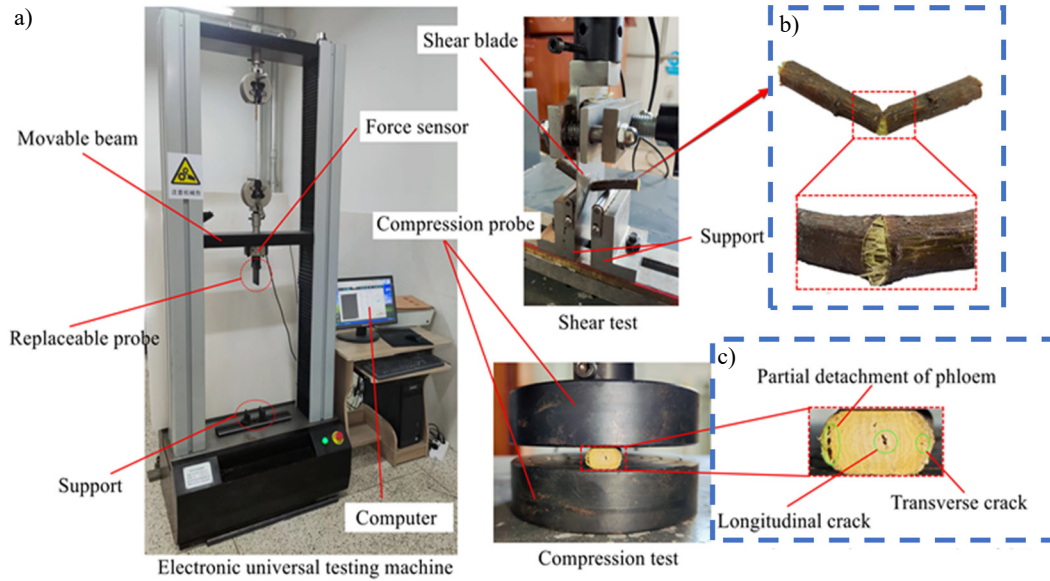 a)
Movable beam
Replaceable probe
Support
Force sensor
Computer
Electronic universal testing machine
Shear blade
Compression probe
Support
Shear test
Compression test
b)
c)
Partial detachment of phloem
Longitudinal crack
Transverse crack